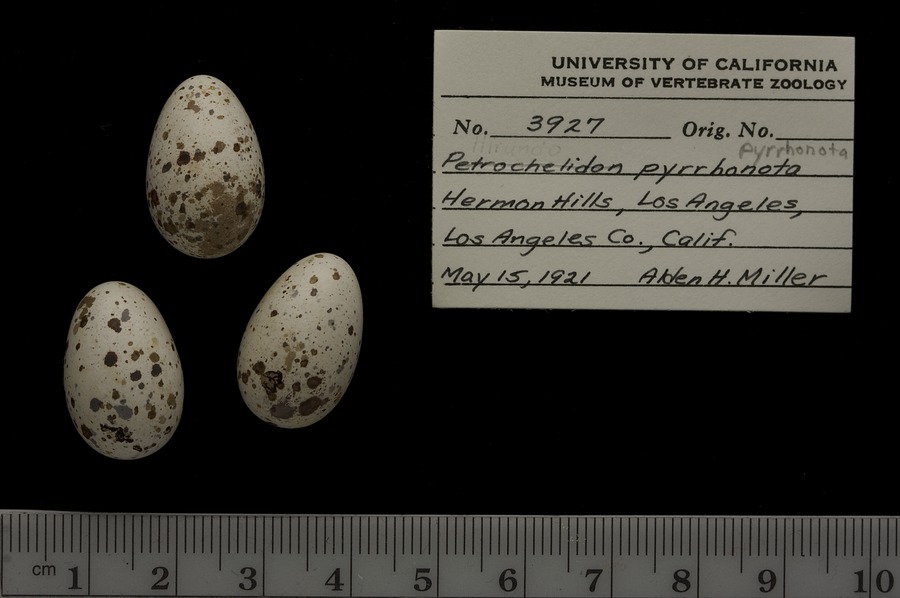 UNIVERSITY OF CALIFORNIA
MUSEUM OF VERTEBRATE ZOOLOGY
No. 3927 Orig. No.
pyrrhonota
Petrochelidon pyrrhonota
Hermon Hills, Los Angeles,
Los Angeles Co., Calif.
May 15, 1921 Alden H. Miller
cm 1 2 3 4 5 6 7 8 9 10